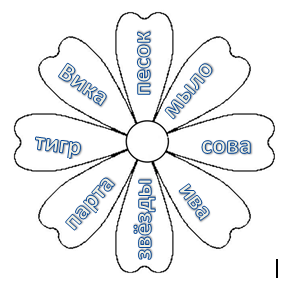 песок
мыло
сова
ива
звёзды
парта
тигр
Вика